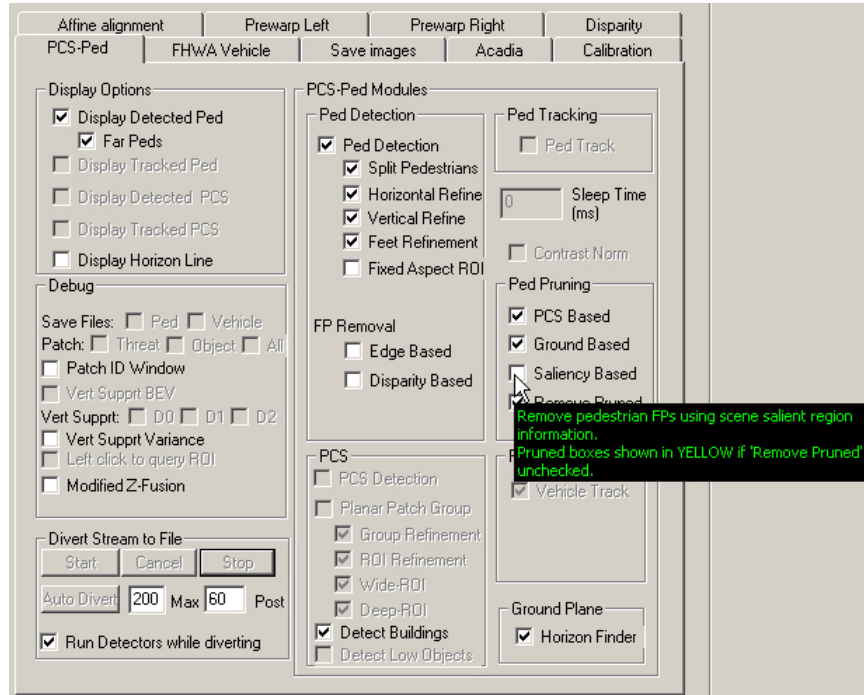 Affine alignment Prewarp Left Prewarp Right Disparity
PCS-Ped FHWA Vehicle Save images Acadia Calibration
Display Options
Display Detected Ped
Far Peds
Display Tracked Ped
Display Detected PCS
Display Tracked PCS
Display Horizon Line
Debug
Save Files: Ped Vehicle
Patch: Threat Object All
Patch ID Window
Vert Supprt BEV
Vert Supprt: D0 D1 D2
Vert Supprt Variance
Left click to query ROI
Modified Z-Fusion
Divert Stream to File
Start Cancel Stop
Auto Divert 200 Max 60 Post
Run Detectors while diverting
PCS-Ped Modules
Ped Detection
Ped Detection
Split Pedestrians
Horizontal Refine
Vertical Refine
Feet Refinement
Fixed Aspect ROI
FP Removal
Edge Based
Disparity Based
PCS
PCS Detection
Planar Patch Group
Group Refinement
ROI Refinement
Wide-ROI
Deep-ROI
Detect Buildings
Detect Low Objects
Ped Tracking
Ped Track
0 Sleep Time
(ms)
Contrast Norm
Ped Pruning
PCS Based
Ground Based
Saliency Based
Remove Pruned
Remove pedestrian FPs using scene salient region
information.
Pruned boxes shown in YELLOW if 'Remove Pruned'
unchecked.
Vehicle Track
Ground Plane
Horizon Finder